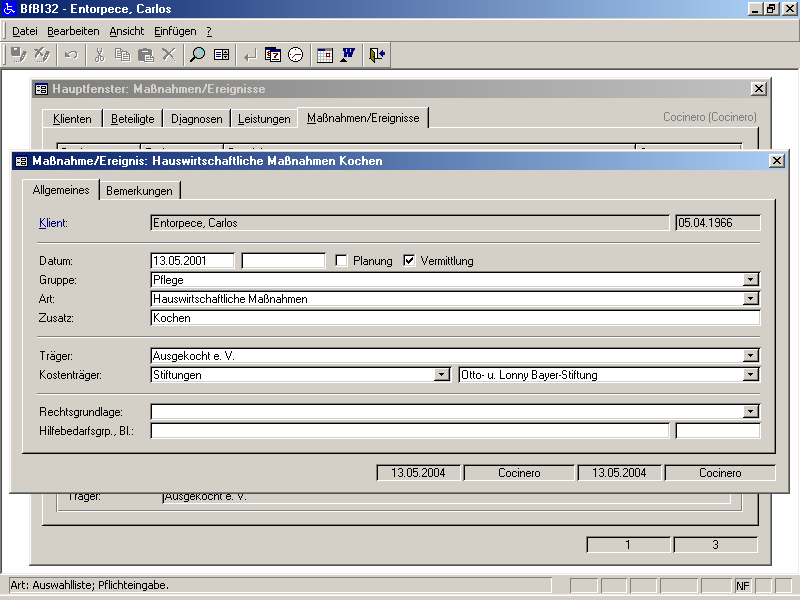 BfBI32 - Entorpece, Carlos
Datei Bearbeiten Ansicht Einfügen ?
Hauptfenster: Maßnahmen/Ereignisse
Klienten Beteiligte Diagnosen Leistungen Maßnahmen/Ereignisse Cocinero (Cocinero)
Maßnahme/Ereignis: Hauswirtschaftliche Maßnahmen Kochen
Allgemeines Bemerkungen
Klient: Entorpece, Carlos 05.04.1966
Datum: 13.05.2001 Planung Vermittlung
Gruppe: Pflege
Art: Hauswirtschaftliche Maßnahmen
Zusatz: Kochen
Träger: Ausgekocht e. V.
Kostenträger: Stiftungen Otto- u. Lonny Bayer-Stiftung
Rechtsgrundlage:
Hilfebedarfsgrp., Bl.:
13.05.2004 Cocinero 13.05.2004 Cocinero
Träger: Ausgekocht e. V.
1 3
Art: Auswahlliste; Pflichteingabe. NF